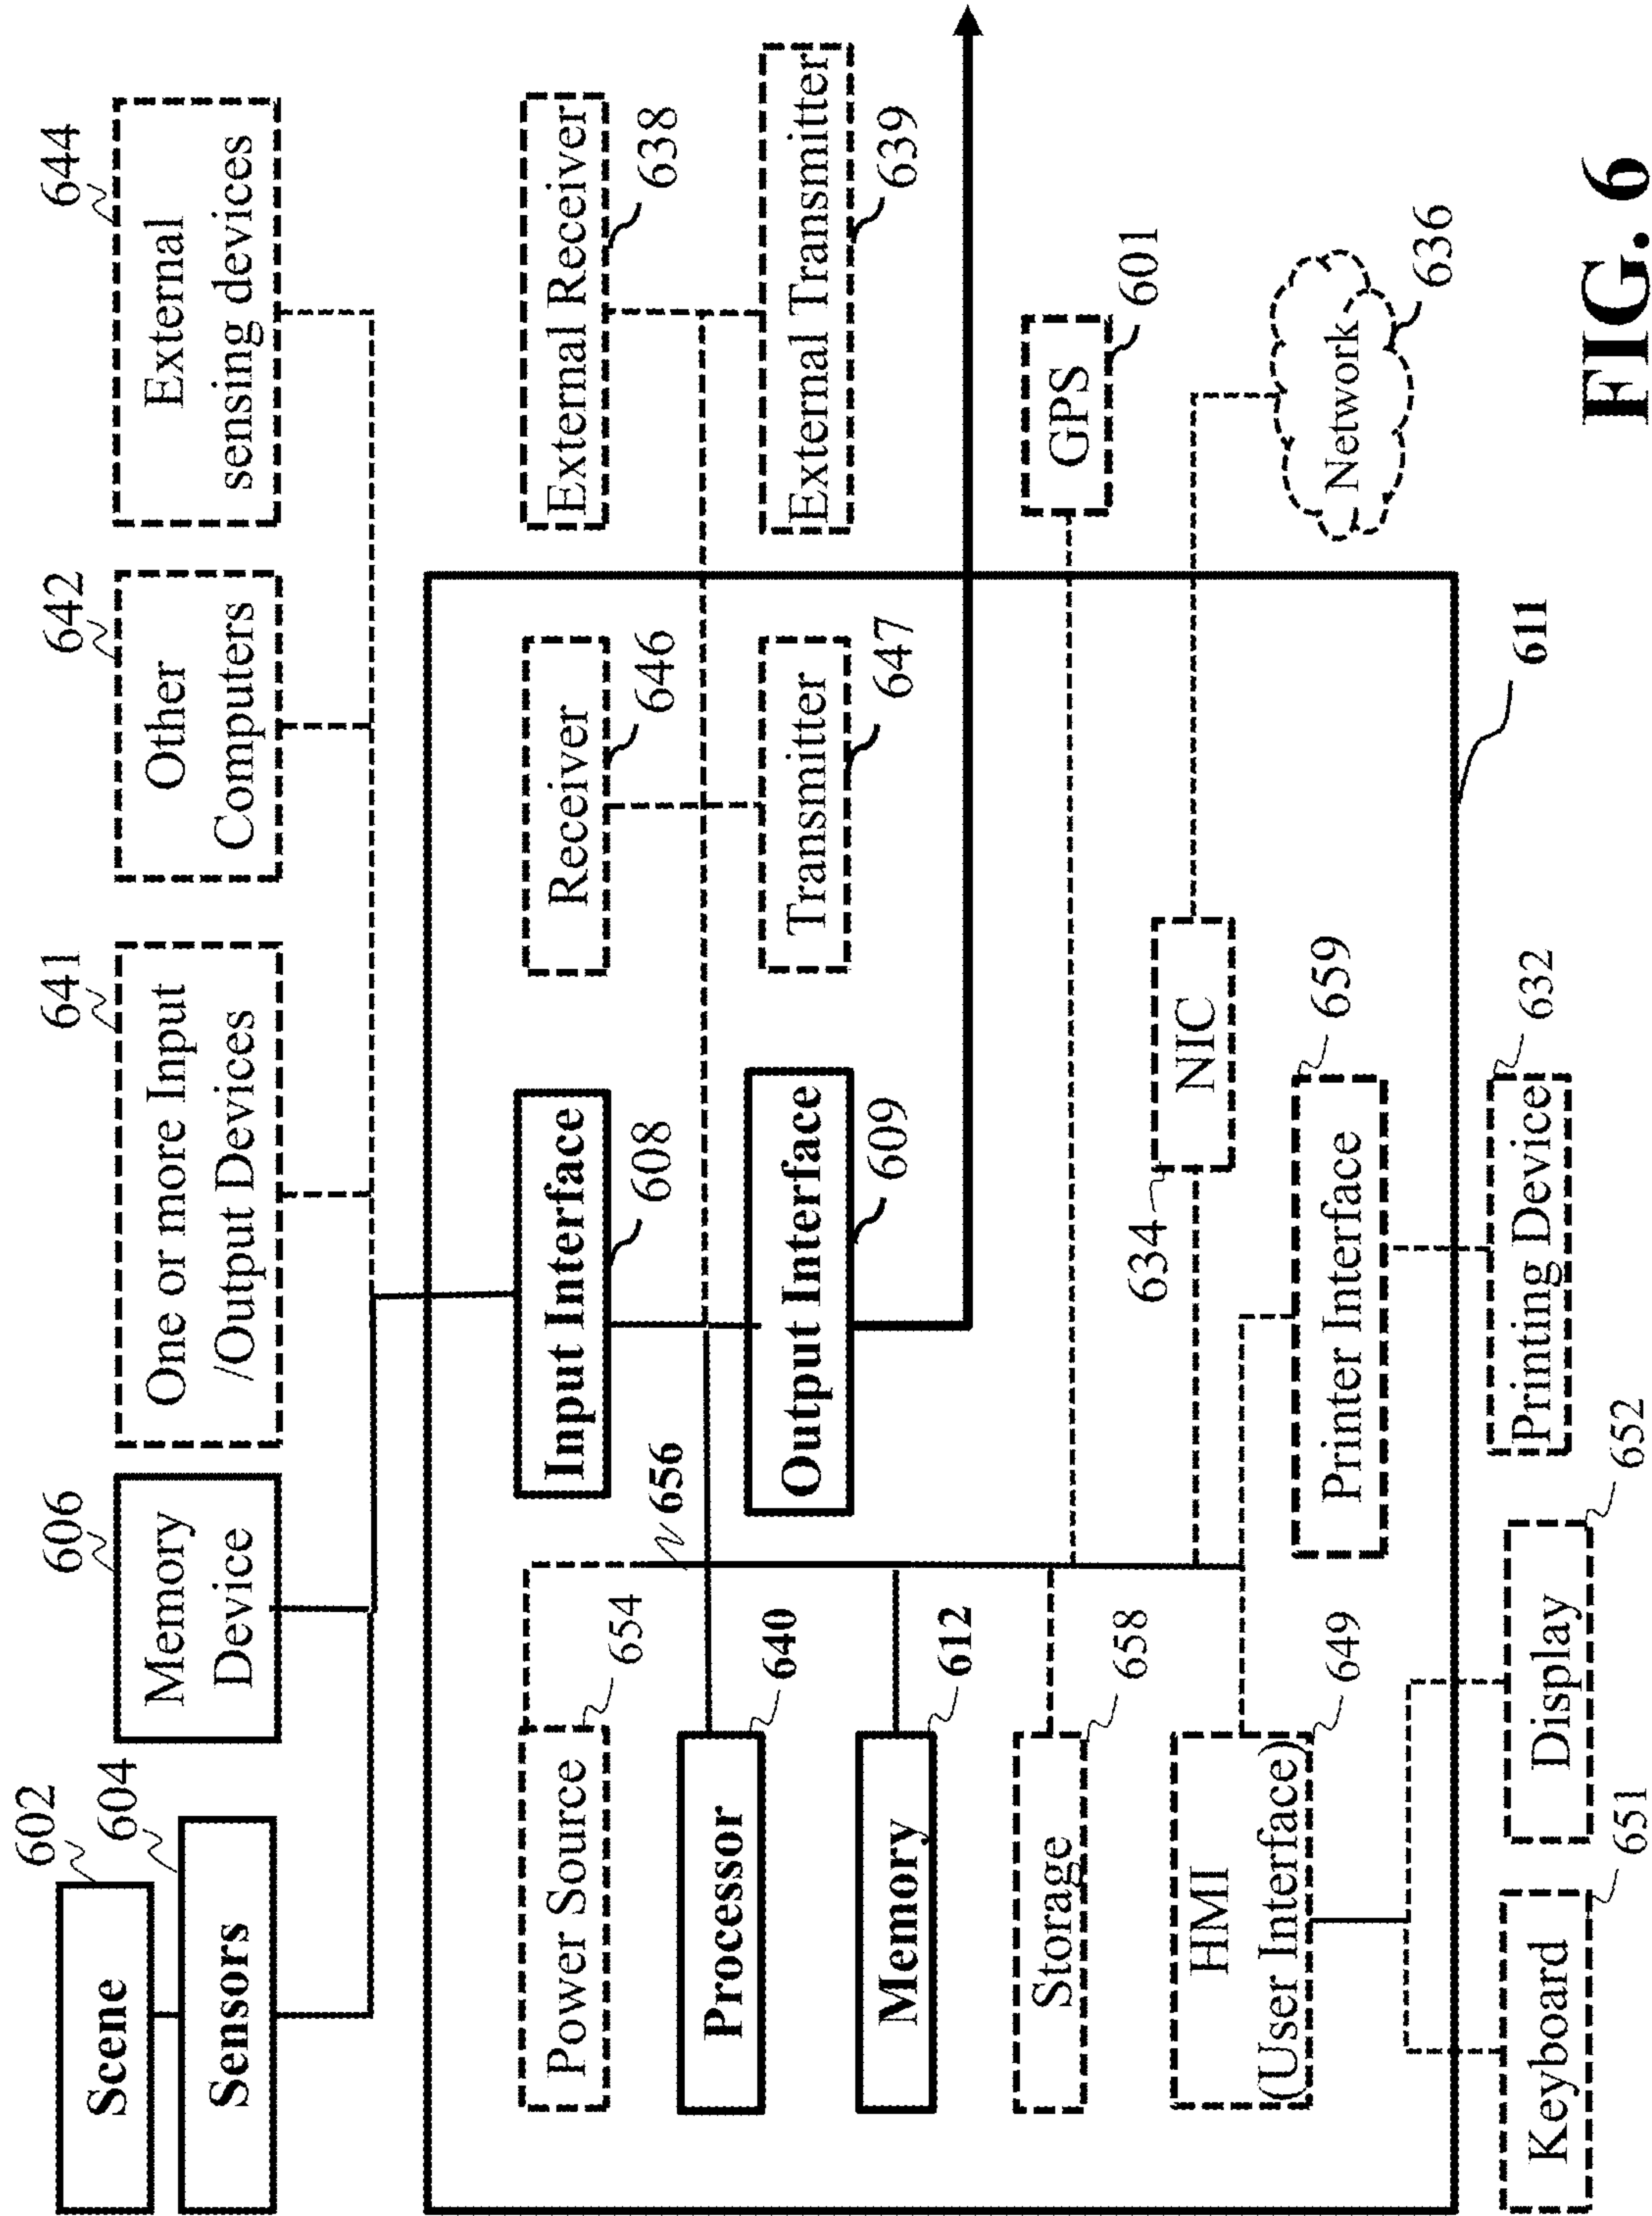 602
Scene
604
Sensors
606
Memory
Device
641
One or more Input
/Output Devices
642
Other
Computers
644
External
sensing devices
Power Source
654
656
Input Interface
608
Receiver
646
External Receiver
638
Processor
640
Output Interface
609
Transmitter
647
External Transmitter
639
Memory
612
Storage
658
GPS
601
634
NIC
HMI
(User Interface)
649
Printer Interface
659
Network
636
611
Keyboard
651
Display
652
Printing Device
632
FIG. 6